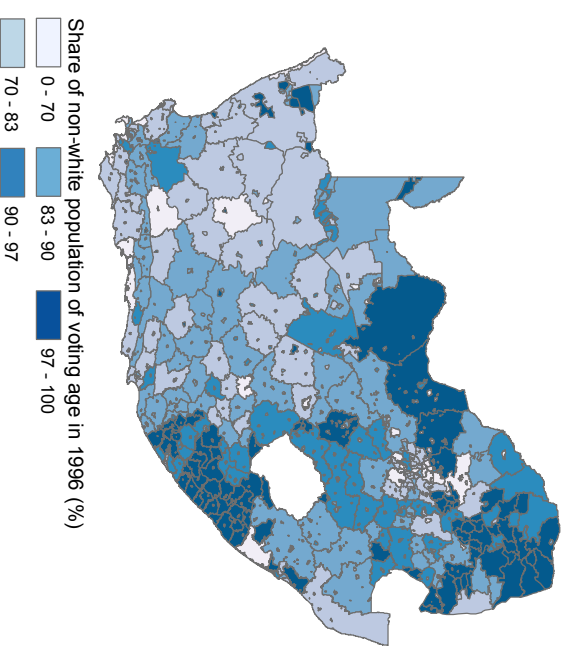 Share of non-white population of voting age in 1996 (%)
0 - 70
83 - 90
97 - 100
70 - 83
90 - 97